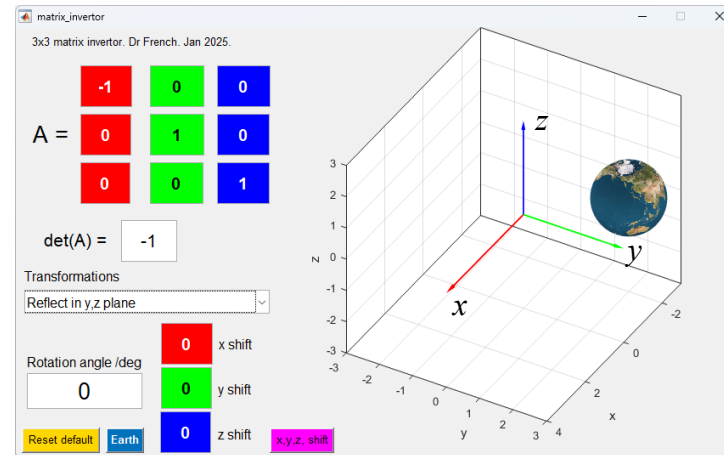 matrix_invertor
3x3 matrix invertor. Dr French. Jan 2025.
-1 0 0
A = 0 1 0
0 0 1
det(A) = -1
Transformations
Reflect in y,z plane
Rotation angle /deg
0
0 x shift
0 y shift
0 z shift
Reset default
Earth
x,y,z, shift
z
y
x
3
2
1
0
-1
-2
-3
z
-3
-2
-1
0
1
2
3
y
4
2
0
-2
x